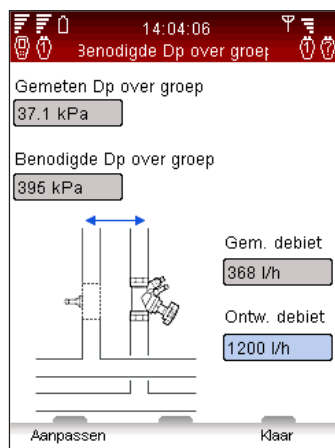 14:04:06
Benodigde Dp over groep
Gemeten Dp over groep
37.1 kPa
Benodigde Dp over groep
395 kPa
Gem. debiet
368 l/h
Ontw. debiet
1200 l/h
Aanpassen
Klaar